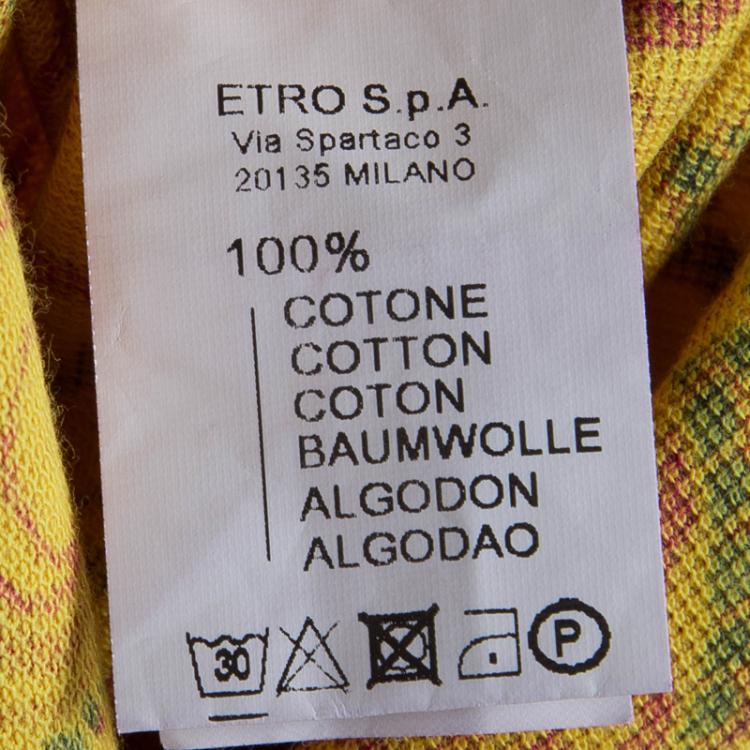 ETRO S.p.A.
Via Spartaco 3
20135 MILANO
100%
COTONE
COTTON
COTON
BAUMWOLLE
ALGODON
ALGODAO
30 P